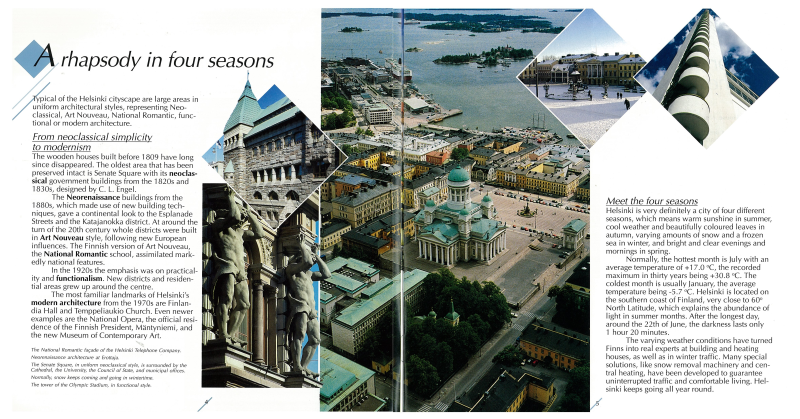 A rhapsody in four seasons
Typical of the Helsinki cityscape are large areas in
uniform architectural styles, representing Neo-
classical, Art Nouveau, National Romantic, func-
tional or modern architecture.
From neoclassical simplicity
to modernism
The wooden houses built before 1809 have long
since disappeared. The oldest area that has been
preserved intact is Senate Square with its neoclas-
sical government buildings from the 1820s and
1830s, designed by C. L. Engel.
The Neorenaissance buildings from the
1880s, which made use of new building tech-
niques, gave a continental look to the Esplanade
Streets and the Katajanokka district. At around the
turn of the 20th century whole districts were built
in Art Nouveau style, following new European
influences. The Finnish version of Art Nouveau,
the National Romantic school, assimilated mark-
edly national features.
In the 1920s the emphasis was on practical-
ity and functionalism. New districts and residen-
tial areas grew up around the centre.
The most familiar landmarks of Helsinki's
modern architecture from the 1970s are Finlan-
dia Hall and Temppeliaukio Church. Even newer
examples are the National Opera, the official resi-
dence of the Finnish President, Mäntyniemi, and
the new Museum of Contemporary Art.
The National Romantic façade of the Helsinki Telephone Company.
Neorenaissance architecture at Erottaja.
The Senate Square, in uniform neoclassical style, is surrounded by the
Cathedral, the University, the Council of State, and municipal offices.
Normally, snow keeps coming and going in wintertime.
The tower of the Olympic Stadium, in functional style.
Meet the four seasons
Helsinki is very definitely a city of four different
seasons, which means warm sunshine in summer,
cool weather and beautifully coloured leaves in
autumn, varying amounts of snow and a frozen
sea in winter, and bright and clear evenings and
mornings in spring.
Normally, the hottest month is July with an
average temperature of +17.0 ºC, the recorded
maximum in thirty years being +30.8 ºC. The
coldest month is usually January, the average
temperature being -5.7 ºC. Helsinki is located on
the southern coast of Finland, very close to 60º
North Latitude, which explains the abundance of
light in summer months. After the longest day,
around the 22th of June, the darkness lasts only
1 hour 20 minutes.
The varying weather conditions have turned
Finns into real experts at building and heating
houses, as well as in winter traffic. Many special
solutions, like snow removal machinery and cen-
tral heating, have been developed to guarantee
uninterrupted traffic and comfortable living. Hel-
sinki keeps going all year round.